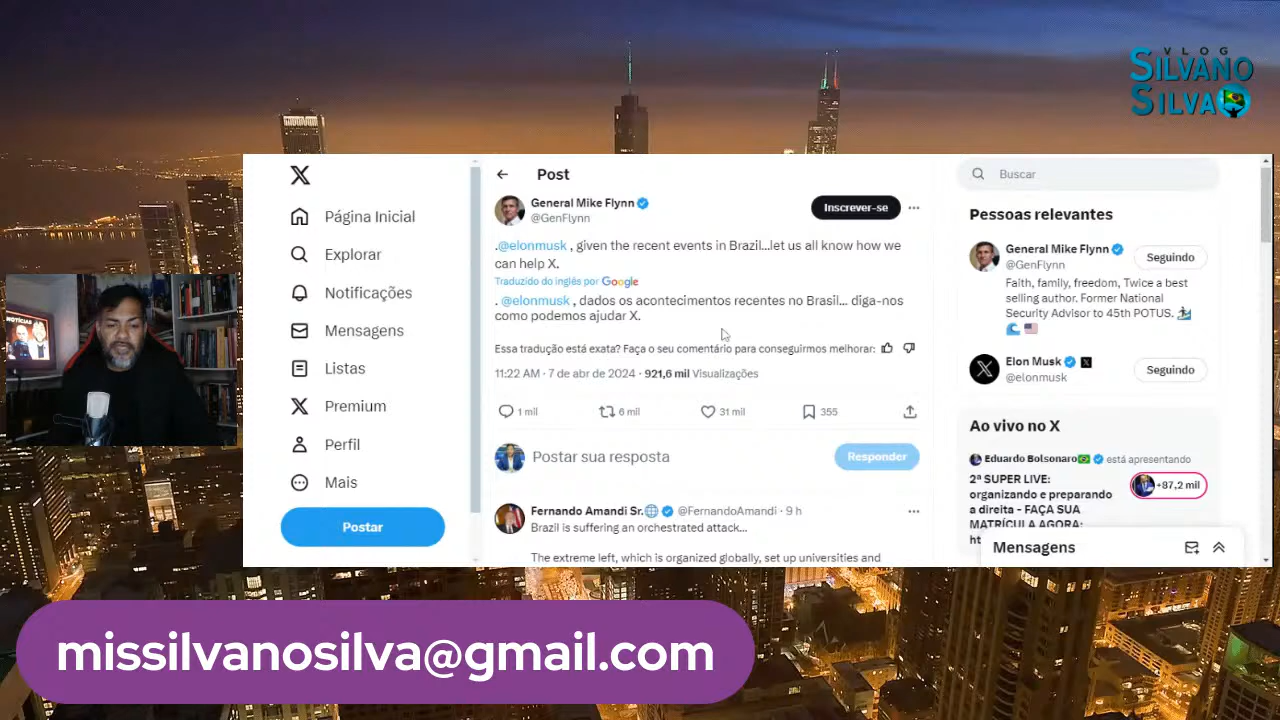 VLOG
SILVANO
SILVA
NOTÍCIAS
Post
General Mike Flynn
@GenFlynn
Inscrever-se
.@elonmusk , given the recent events in Brazil...let us all know how we
can help X.
Traduzido do inglês por Google
. @elonmusk , dados os acontecimentos recentes no Brasil... diga-nos
como podemos ajudar X.
Essa tradução está exata? Faça o seu comentário para conseguirmos melhorar:
11:22 AM · 7 de abr de 2024 · 921,6 mil Visualizações
1 mil
6 mil
31 mil
355
Postar sua resposta
Responder
Fernando Amandi Sr. @FernandoAmandi · 9 h
Brazil is suffering an orchestrated attack...
The extreme left, which is organized globally, set up universities and
Página Inicial
Explorar
Notificações
Mensagens
Listas
Premium
Perfil
Mais
Postar
Buscar
Pessoas relevantes
General Mike Flynn
@GenFlynn
Seguindo
Faith, family, freedom, Twice a
best selling author. Former National
Security Advisor to 45th POTUS.
Elon Musk
@elonmusk
Seguindo
Ao vivo no X
Eduardo Bolsonaro está apresentando
2ª SUPER LIVE:
organizando e preparando
a direita - FAÇA SUA
MATRÍCULA AGORA:
+87,2 mil
Mensagens
missilvanosilva@gmail.com